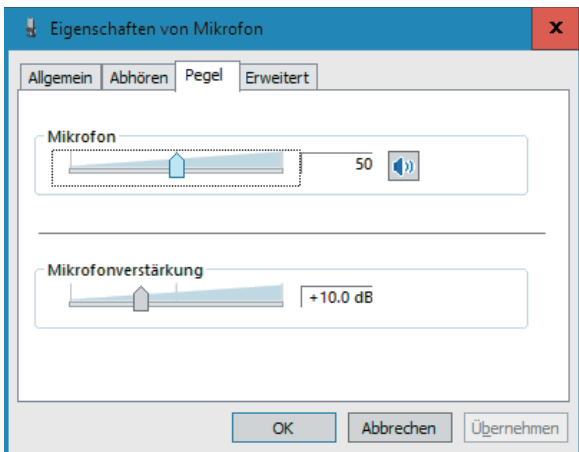 Eigenschaften von Mikrofon
x
Allgemein Abhören Pegel Erweitert
Mikrofon
50
Mikrofonverstärkung
+10.0 dB
OK Abbrechen Übernehmen